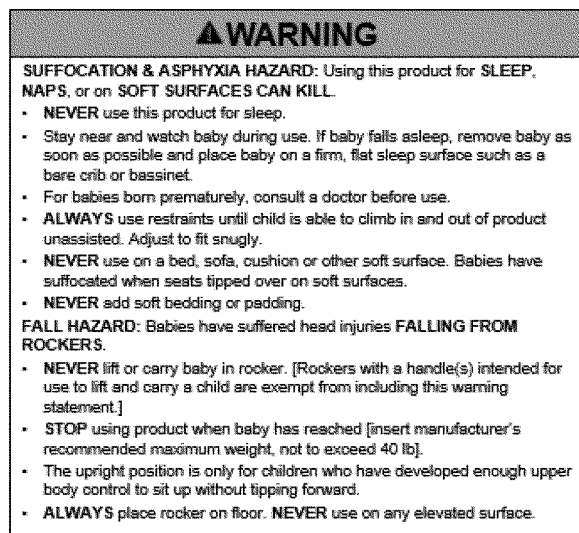 ⚠WARNING
SUFFOCATION & ASPHYXIA HAZARD: Using this product for SLEEP,
NAPS, or on SOFT SURFACES CAN KILL.
• NEVER use this product for sleep.
• Stay near and watch baby during use. If baby falls asleep, remove baby as
soon as possible and place baby on a firm, flat sleep surface such as a
bare crib or bassinet.
• For babies born prematurely, consult a doctor before use.
• ALWAYS use restraints until child is able to climb in and out of product
unassisted. Adjust to fit snugly.
• NEVER use on a bed, sofa, cushion or other soft surface. Babies have
suffocated when seats tipped over on soft surfaces.
• NEVER add soft bedding or padding.
FALL HAZARD: Babies have suffered head injuries FALLING FROM
ROCKERS.
• NEVER lift or carry baby in rocker. [Rockers with a handle(s) intended for
use to lift and carry a child are exempt from including this warning
statement.]
• STOP using product when baby has reached [insert manufacturer's
recommended maximum weight, not to exceed 40 lb].
• The upright position is only for children who have developed enough upper
body control to sit up without tipping forward.
• ALWAYS place rocker on floor. NEVER use on any elevated surface.